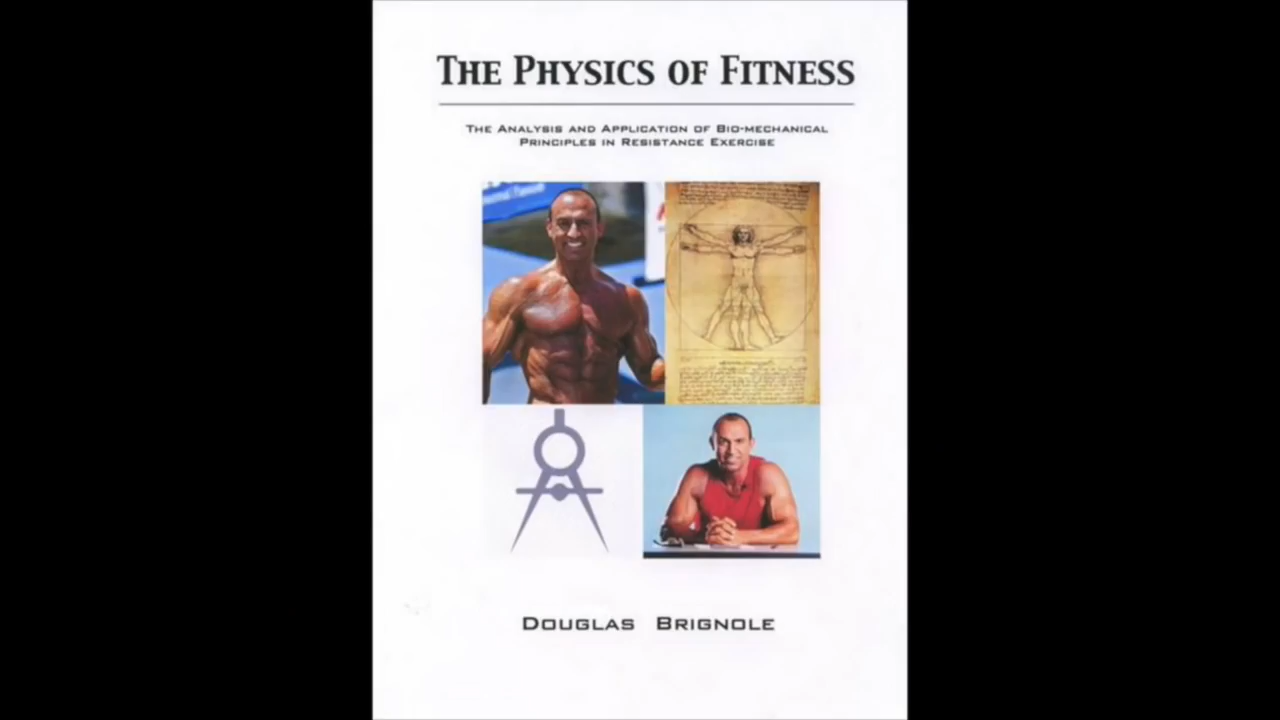 THE PHYSICS OF FITNESS
THE ANALYSIS AND APPLICATION OF BIO-MECHANICAL
PRINCIPLES IN RESISTANCE EXERCISE
DOUGLAS BRIGNOLE